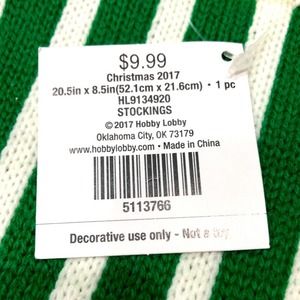 $9.99
Christmas 2017
20.5in x 8.5in(52.1cm x 21.6cm) • 1 pc
HL9134920
STOCKINGS
© 2017 Hobby Lobby
Oklahoma City, OK 73179
www.hobbylobby.com • Made in China
5113766
Decorative use only - Not a toy